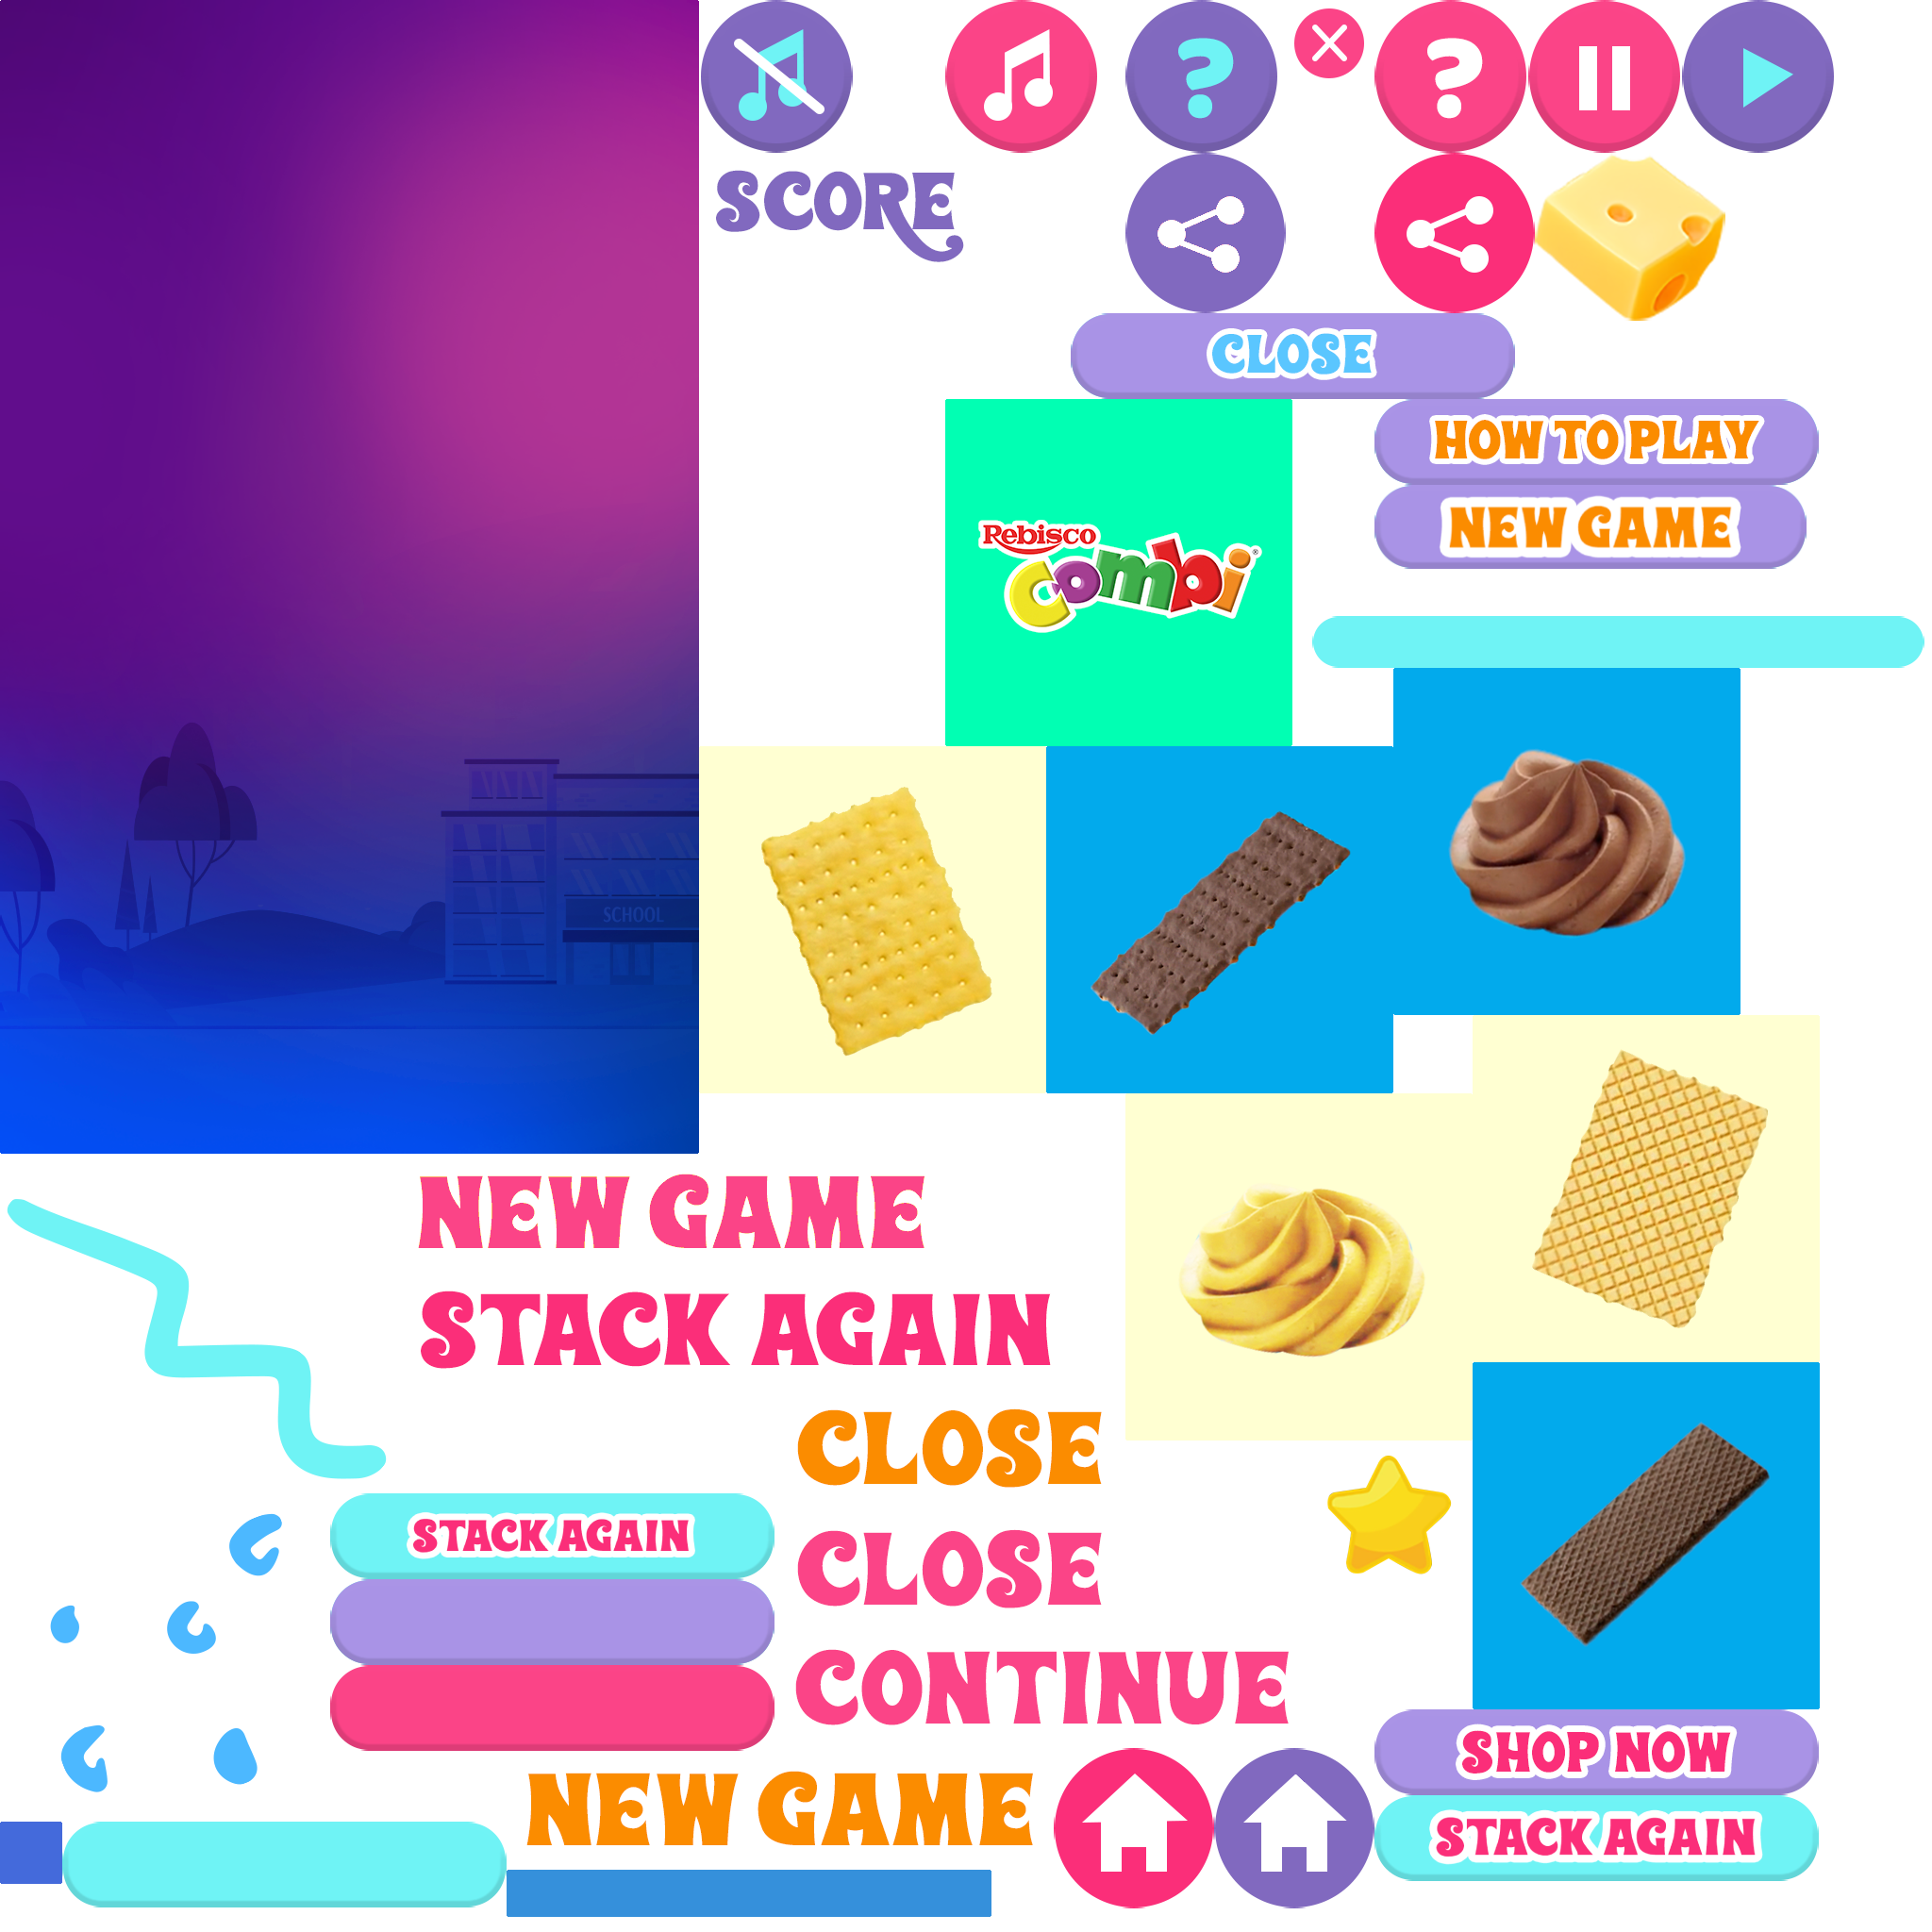 SCORE
CLOSE
HOW TO PLAY
NEW GAME
Rebisco
combi
®
SCHOOL
NEW GAME
STACK AGAIN
CLOSE
STACK AGAIN
CLOSE
CONTINUE
SHOP NOW
NEW GAME
STACK AGAIN